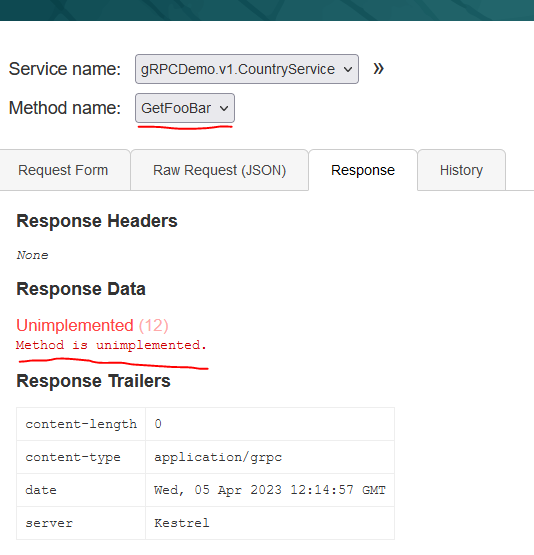 Service name: gRPCDemo.v1.CountryService »
Method name: GetFooBar
Request Form Raw Request (JSON) Response History
Response Headers
None
Response Data
Unimplemented (12)
Method is unimplemented.
Response Trailers
content-length 0
content-type application/grpc
date Wed, 05 Apr 2023 12:14:57 GMT
server Kestrel